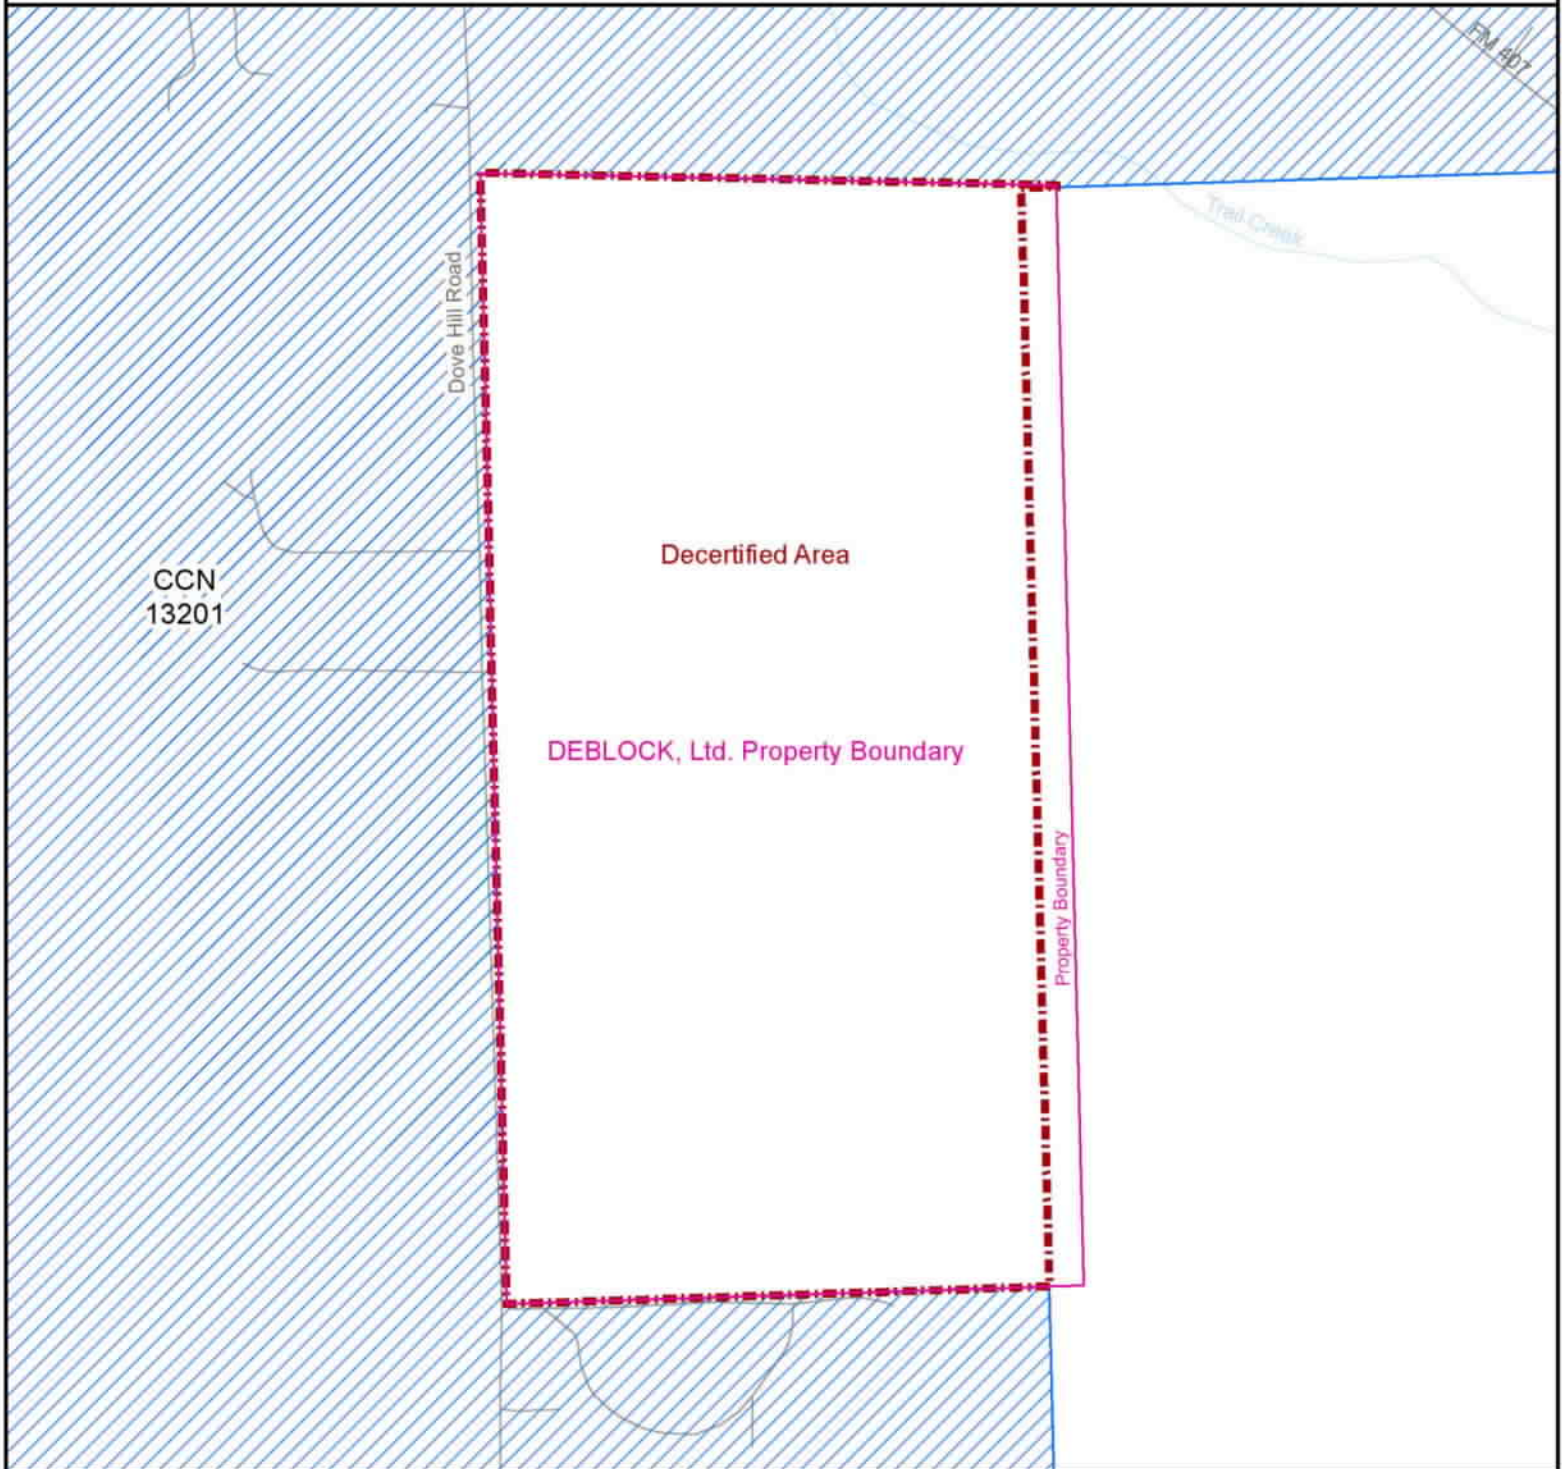 FM 407
Trail Creek
Dove Hill Road
Decertified Area
CCN
13201
DEBLOCK, Ltd. Property Boundary
Property Boundary